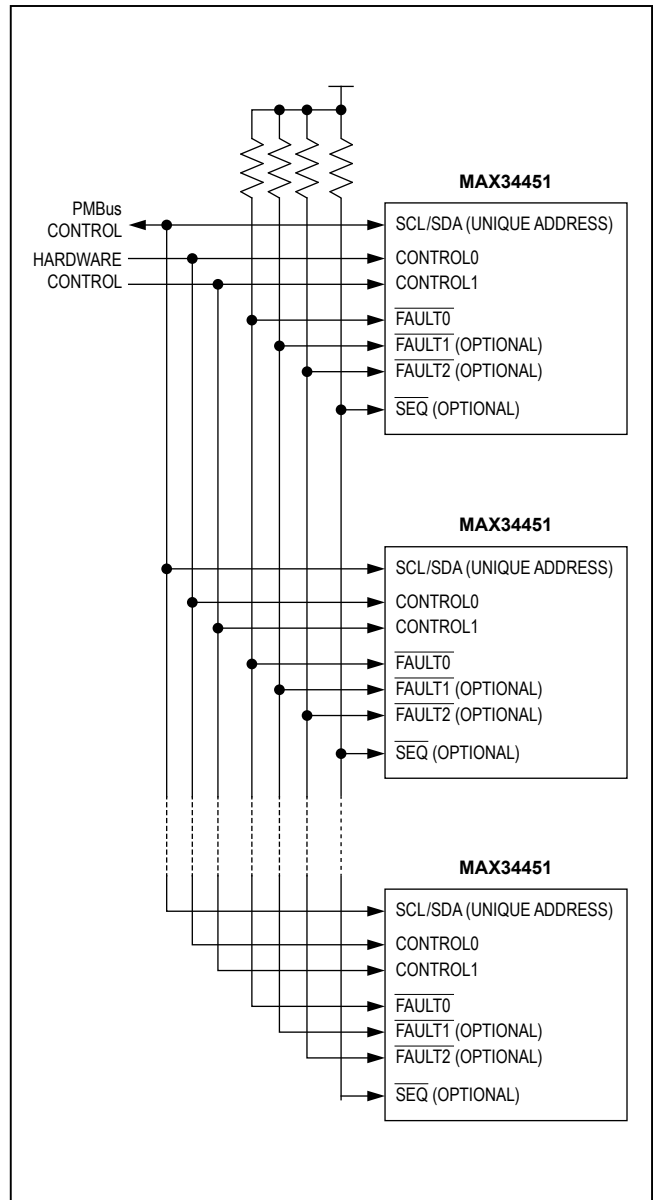 MAX34451
PMBus
CONTROL
HARDWARE
CONTROL
SCL/SDA (UNIQUE ADDRESS)
CONTROL0
CONTROL1
FAULT0
FAULT1 (OPTIONAL)
FAULT2 (OPTIONAL)
SEQ (OPTIONAL)
MAX34451
SCL/SDA (UNIQUE ADDRESS)
CONTROL0
CONTROL1
FAULT0
FAULT1 (OPTIONAL)
FAULT2 (OPTIONAL)
SEQ (OPTIONAL)
MAX34451
SCL/SDA (UNIQUE ADDRESS)
CONTROL0
CONTROL1
FAULT0
FAULT1 (OPTIONAL)
FAULT2 (OPTIONAL)
SEQ (OPTIONAL)